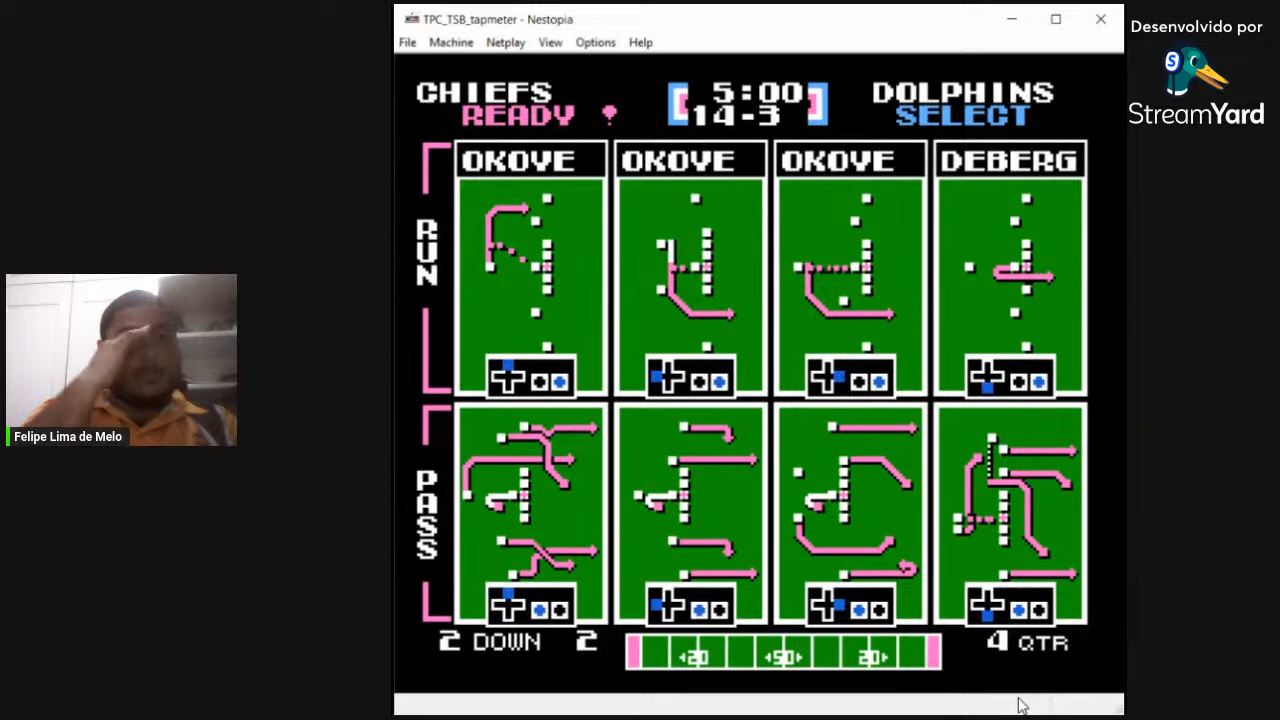 TPC_TSB_tapmeter - Nestopia
File Machine Netplay View Options Help
Desenvolvido por
S
StreamYard
CHIEFS 5:00 DOLPHINS
READY 14-3 SELECT
OKOYE OKOYE OKOYE DEBERG
RUN
PASS
2 DOWN 2 20 50 20 4 QTR
Felipe Lima de Melo